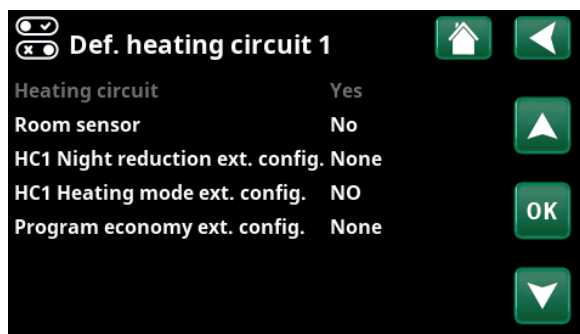 Def. heating circuit 1
Heating circuit Yes
Room sensor No
HC1 Night reduction ext. config. None
HC1 Heating mode ext. config. NO
OK
Program economy ext. config. None